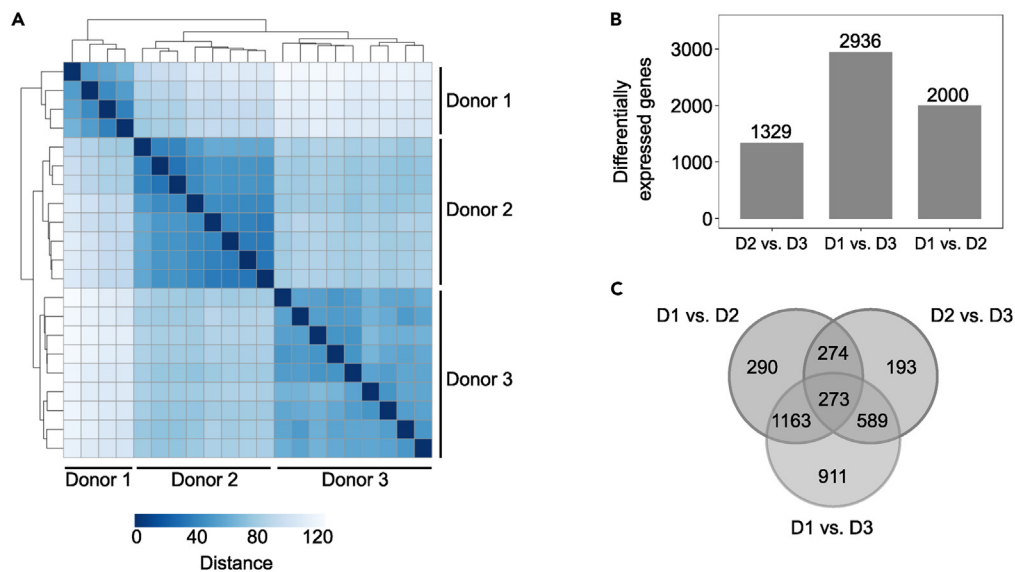 A
Donor 1
Donor 2
Donor 3
Donor 1
Donor 2
Donor 3
0
40
80
120
Distance
B
Differentially
expressed genes
3000
2000
1000
0
1329
2936
2000
D2 vs. D3
D1 vs. D3
D1 vs. D2
C
D1 vs. D2
D2 vs. D3
290
274
193
273
1163
589
911
D1 vs. D3